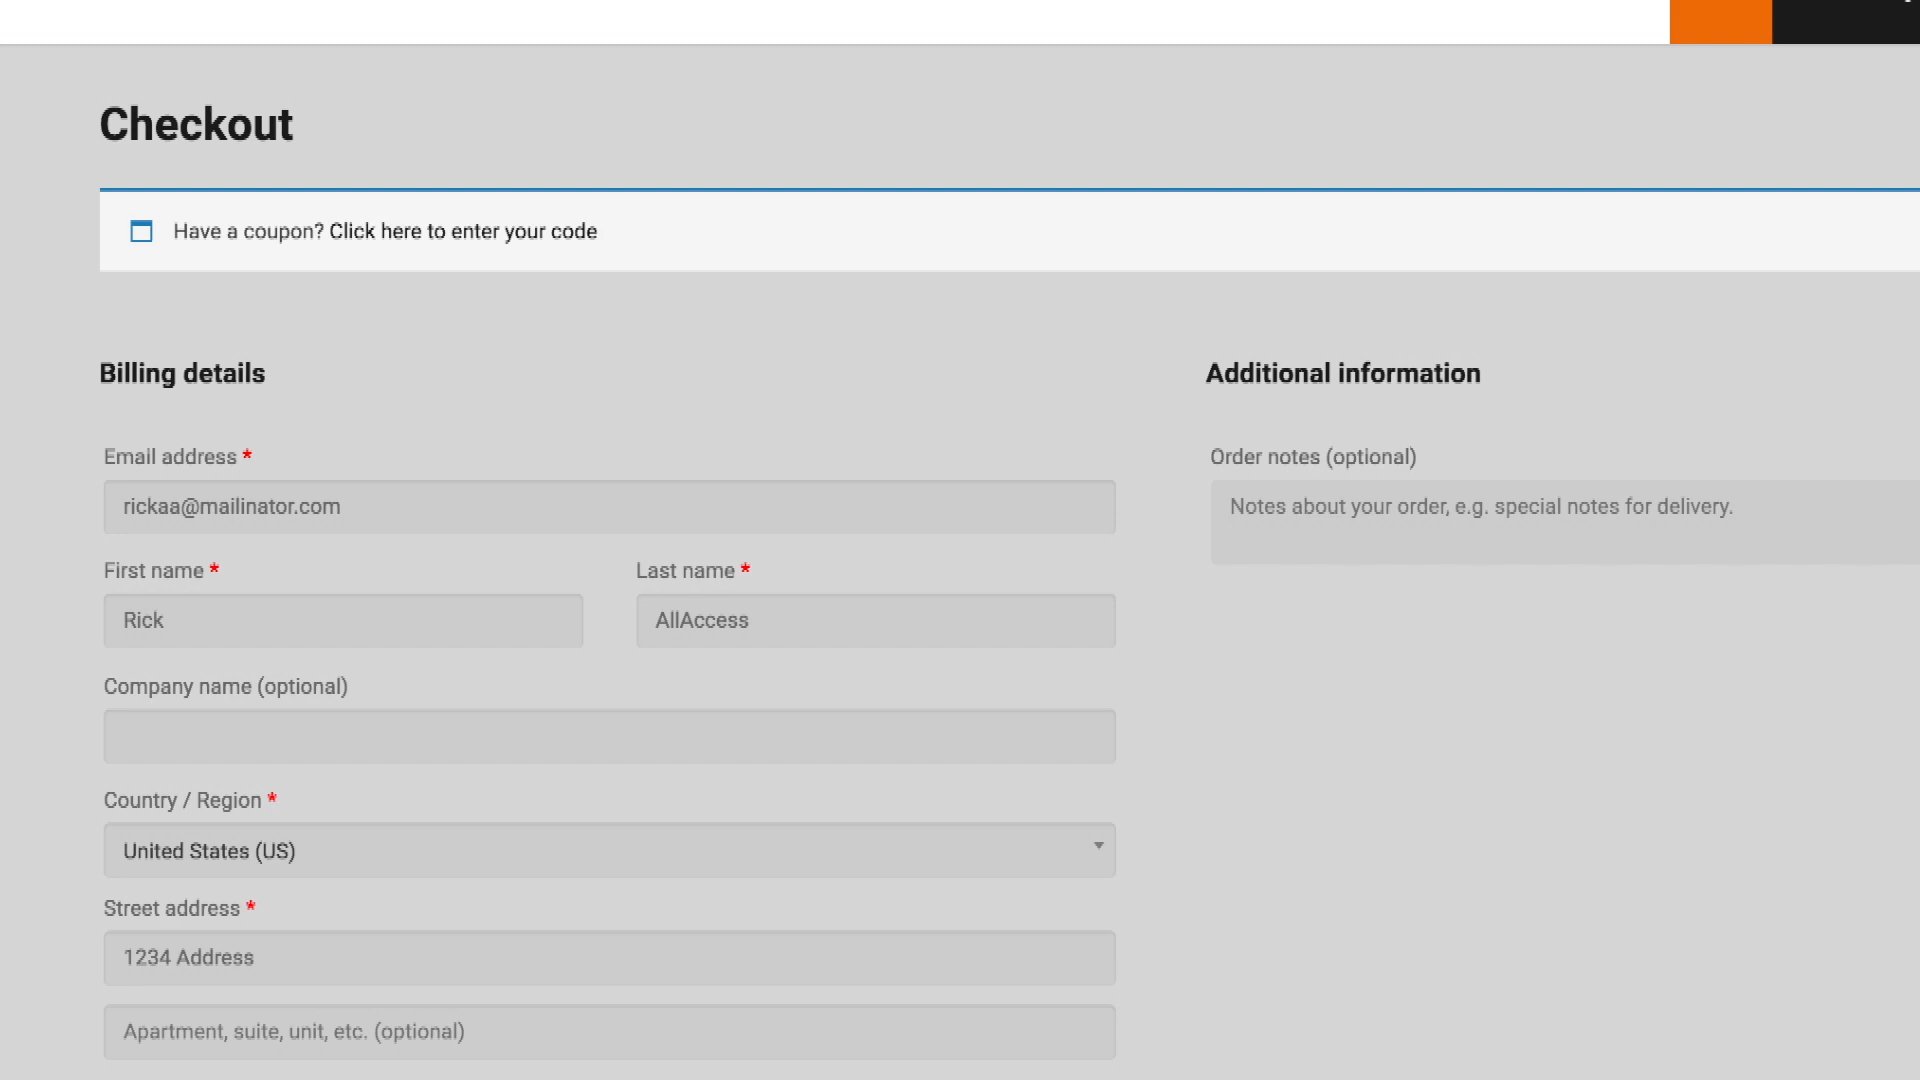 Checkout
Have a coupon? Click here to enter your code
Billing details
Additional information
Email address *
Order notes (optional)
rickaa@mailinator.com
Notes about your order, e.g. special notes for delivery.
First name *
Last name *
Rick
AllAccess
Company name (optional)
Country / Region *
United States (US)
Street address *
1234 Address
Apartment, suite, unit, etc. (optional)